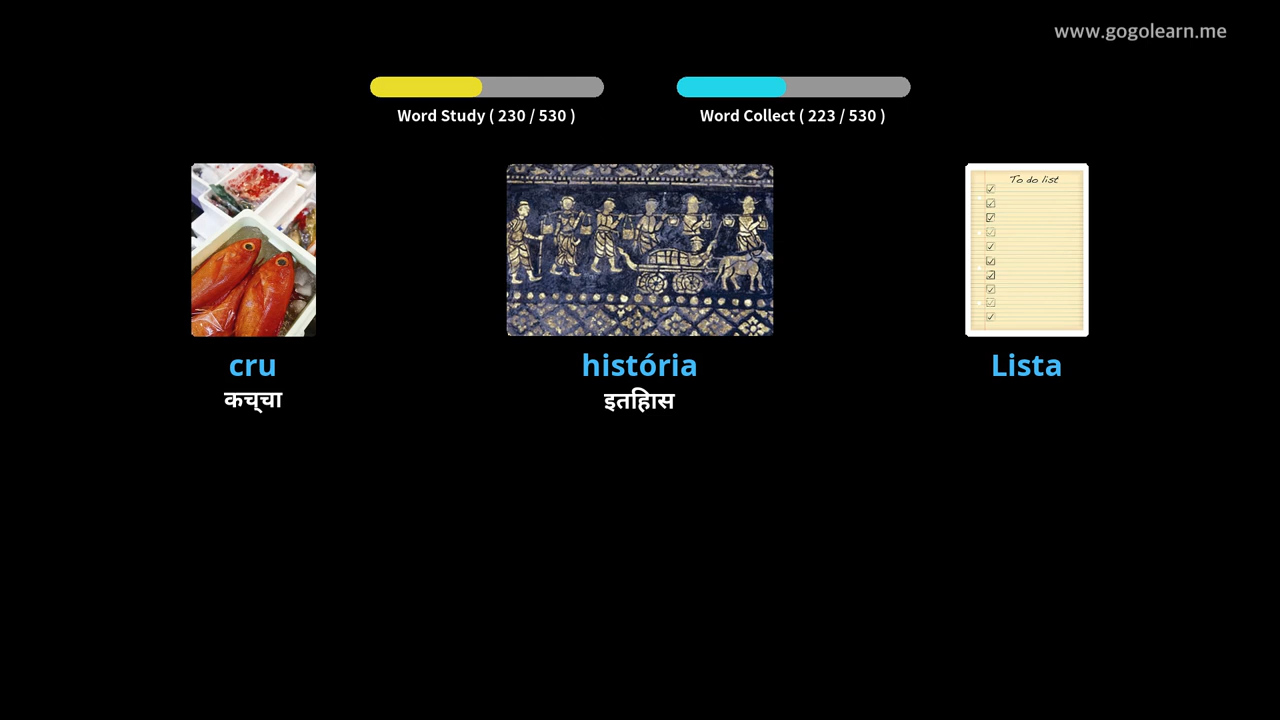 www.gogolearn.me
Word Study ( 230 / 530 )
Word Collect ( 223 / 530 )
To do list
cru
história
Lista
कच्चा
इतिहास